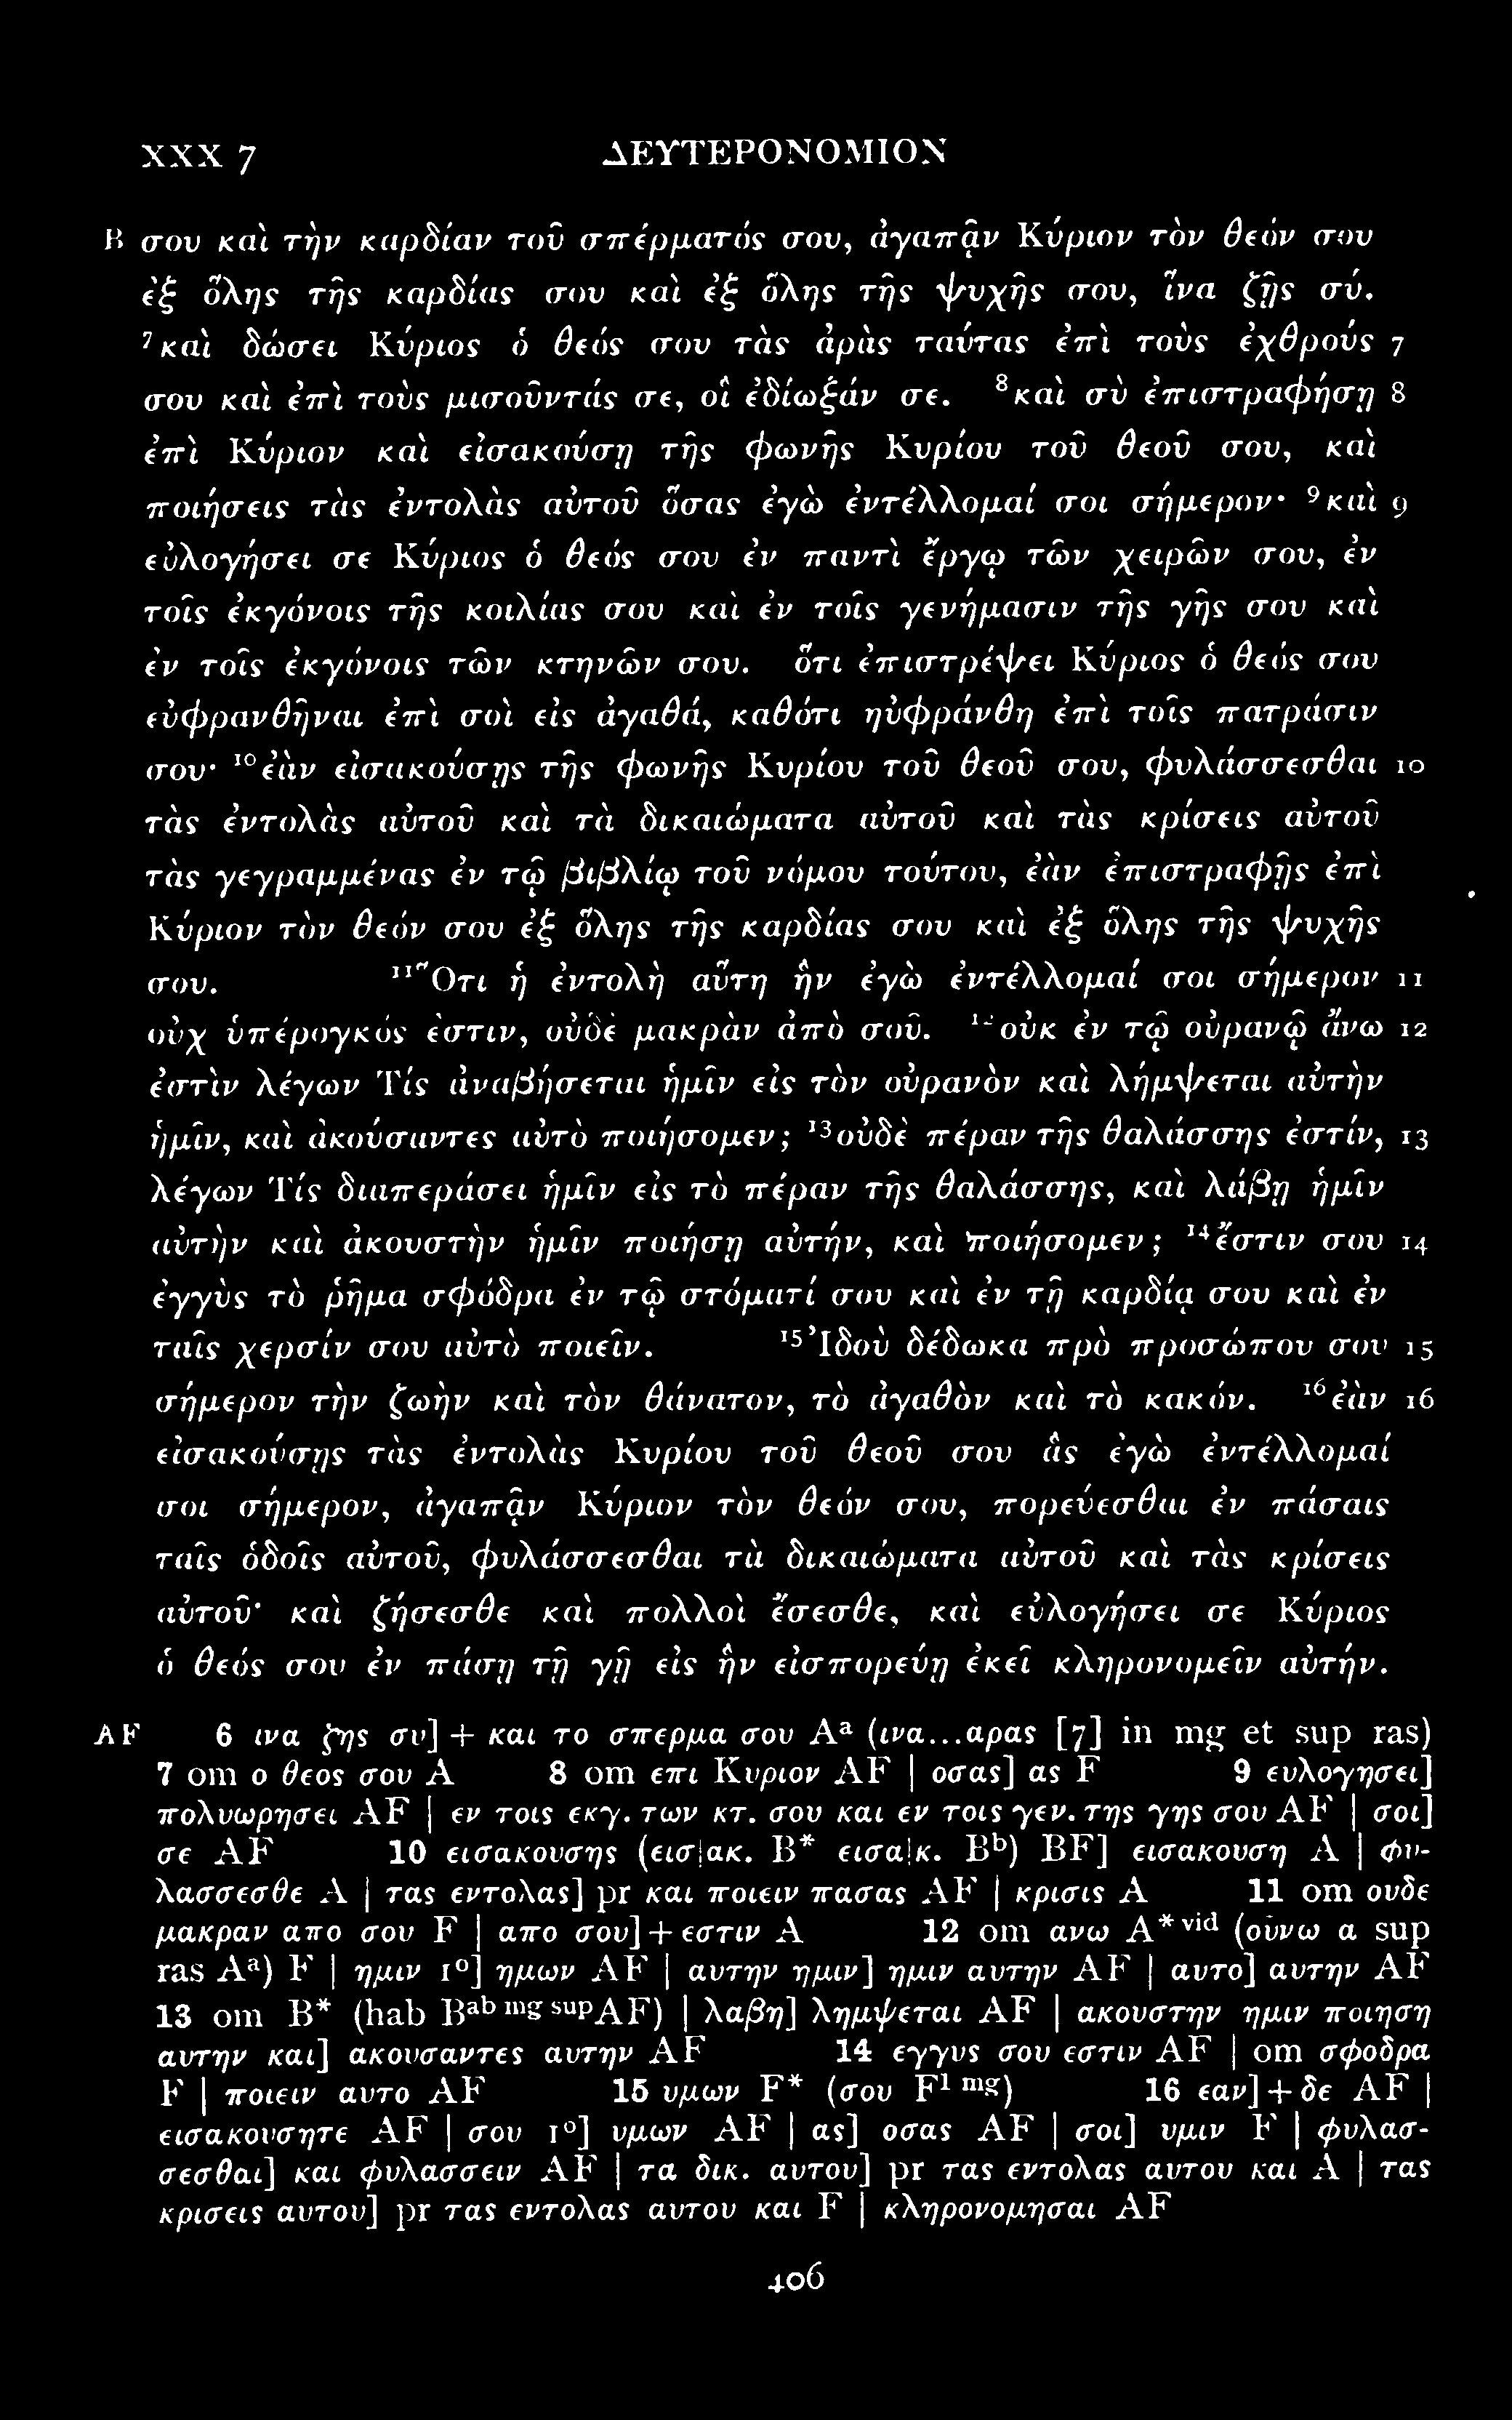 XXX 7 ΔΕΥΤΕΡΟΝΟΜΙΟΝ
B σου καὶ τὴν καρδίαν τοῦ σπέρματός σου, ἀγαπᾷν Κύριον τὸν θεόν σου
ἐξ ὅλης τῆς καρδίας σου καὶ ἐξ ὅλης τῆς ψυχῆς σου, ἵνα ζῇς σύ.
⁷καὶ δώσει Κύριος ὁ θεός σου τὰς ἀρὰς ταύτας ἐπὶ τοὺς ἐχθρούς 7
σου καὶ ἐπὶ τοὺς μισοῦντάς σε, οἳ ἐδίωξάν σε. ⁸καὶ σὺ ἐπιστραφήσῃ 8
ἐπὶ Κύριον καὶ εἰσακούσῃ τῆς φωνῆς Κυρίου τοῦ θεοῦ σου, καὶ
ποιήσεις τὰς ἐντολὰς αὐτοῦ ὅσας ἐγὼ ἐντέλλομαί σοι σήμερον· ⁹καὶ 9
εὐλογήσει σε Κύριος ὁ θεός σου ἐν παντὶ ἔργῳ τῶν χειρῶν σου, ἐν
τοῖς ἐκγόνοις τῆς κοιλίας σου καὶ ἐν τοῖς γενήμασιν τῆς γῆς σου καὶ
ἐν τοῖς ἐκγόνοις τῶν κτηνῶν σου. ὅτι ἐπιστρέψει Κύριος ὁ θεός σου
εὐφρανθῆναι ἐπὶ σοὶ εἰς ἀγαθά, καθότι ηὐφράνθη ἐπὶ τοῖς πατράσιν
σου· ¹⁰ἐὰν εἰσακούσῃς τῆς φωνῆς Κυρίου τοῦ θεοῦ σου, φυλάσσεσθαι 10
τὰς ἐντολὰς αὐτοῦ καὶ τὰ δικαιώματα αὐτοῦ καὶ τὰς κρίσεις αὐτοῦ
τὰς γεγραμμένας ἐν τῷ βιβλίῳ τοῦ νόμου τούτου, ἐὰν ἐπιστραφῇς ἐπὶ
Κύριον τὸν θεόν σου ἐξ ὅλης τῆς καρδίας σου καὶ ἐξ ὅλης τῆς ψυχῆς
σου. ¹¹Ὅτι ἡ ἐντολὴ αὕτη ἣν ἐγὼ ἐντέλλομαί σοι σήμερον 11
οὐχ ὑπέρογκός ἐστιν, οὐδὲ μακρὰν ἀπὸ σοῦ. ¹²οὐκ ἐν τῷ οὐρανῷ ἄνω 12
ἐστὶν λέγων Τίς ἀναβήσεται ἡμῖν εἰς τὸν οὐρανὸν καὶ λήμψεται αὐτὴν
ἡμῖν, καὶ ἀκούσαντες αὐτὸ ποιήσομεν; ¹³οὐδὲ πέραν τῆς θαλάσσης ἐστίν, 13
λέγων Τίς διαπεράσει ἡμῖν εἰς τὸ πέραν τῆς θαλάσσης, καὶ λάβῃ ἡμῖν
αὐτὴν καὶ ἀκουστὴν ἡμῖν ποιήσῃ αὐτήν, καὶ ποιήσομεν; ¹⁴ἔστιν σου 14
ἐγγὺς τὸ ῥῆμα σφόδρα ἐν τῷ στόματί σου καὶ ἐν τῇ καρδίᾳ σου καὶ ἐν
ταῖς χερσίν σου αὐτὸ ποιεῖν. ¹⁵Ἰδοὺ δέδωκα πρὸ προσώπου σου 15
σήμερον τὴν ζωὴν καὶ τὸν θάνατον, τὸ ἀγαθὸν καὶ τὸ κακόν. ¹⁶ἐὰν 16
εἰσακούσῃς τὰς ἐντολὰς Κυρίου τοῦ θεοῦ σου ἃς ἐγὼ ἐντέλλομαί
σοι σήμερον, ἀγαπᾷν Κύριον τὸν θεόν σου, πορεύεσθαι ἐν πάσαις
ταῖς ὁδοῖς αὐτοῦ, φυλάσσεσθαι τὰ δικαιώματα αὐτοῦ καὶ τὰς κρίσεις
αὐτοῦ· καὶ ζήσεσθε καὶ πολλοὶ ἔσεσθε, καὶ εὐλογήσει σε Κύριος
ὁ θεός σου ἐν πάσῃ τῇ γῇ εἰς ἣν εἰσπορεύῃ ἐκεῖ κληρονομεῖν αὐτήν.
AF 6 ινα ζης συ] + και το σπερμα σου Aᵃ (ινα...αρας [7] in mg et sup ras)
7 om ο θεος σου A 8 om επι Κυριον AF | οσας] ας F 9 ευλογησει]
πολυωρησει AF | εν τοις εκγ. των κτ. σου και εν τοις γεν. της γης σου AF | σοι]
σε AF 10 εισακουσης (εισ|ακ. B* εισα|κ. Bᵇ) BF] εισακουση A | φυ-
λασσεσθε A | τας εντολας] pr και ποιειν πασας AF | κρισις A 11 om ουδε
μακραν απο σου F | απο σου] + εστιν A 12 om ανω A*ᵛⁱᵈ (οὐνω α sup
ras Aᵃ) F | ημιν 1°] ημων AF | αυτην ημιν] ημιν αυτην AF | αυτο] αυτην AF
13 om B* (hab Bᵃᵇ ᵐᵍ ˢᵘᵖAF) | λαβη] λημψεται AF | ακουστην ημιν ποιηση
αυτην και] ακουσαντες αυτην AF 14 εγγυς σου εστιν AF | om σφοδρα
F | ποιειν αυτο AF 15 υμων F* (σου F¹ ᵐᵍ) 16 εαν] + δε AF |
εισακουσητε AF | σου 1°] υμων AF | ας] οσας AF | σοι] υμιν F | φυλασ-
σεσθαι] και φυλασσειν AF | τα δικ. αυτου] pr τας εντολας αυτου και A | τας
κρισεις αυτου] pr τας εντολας αυτου και F | κληρονομησαι AF
406